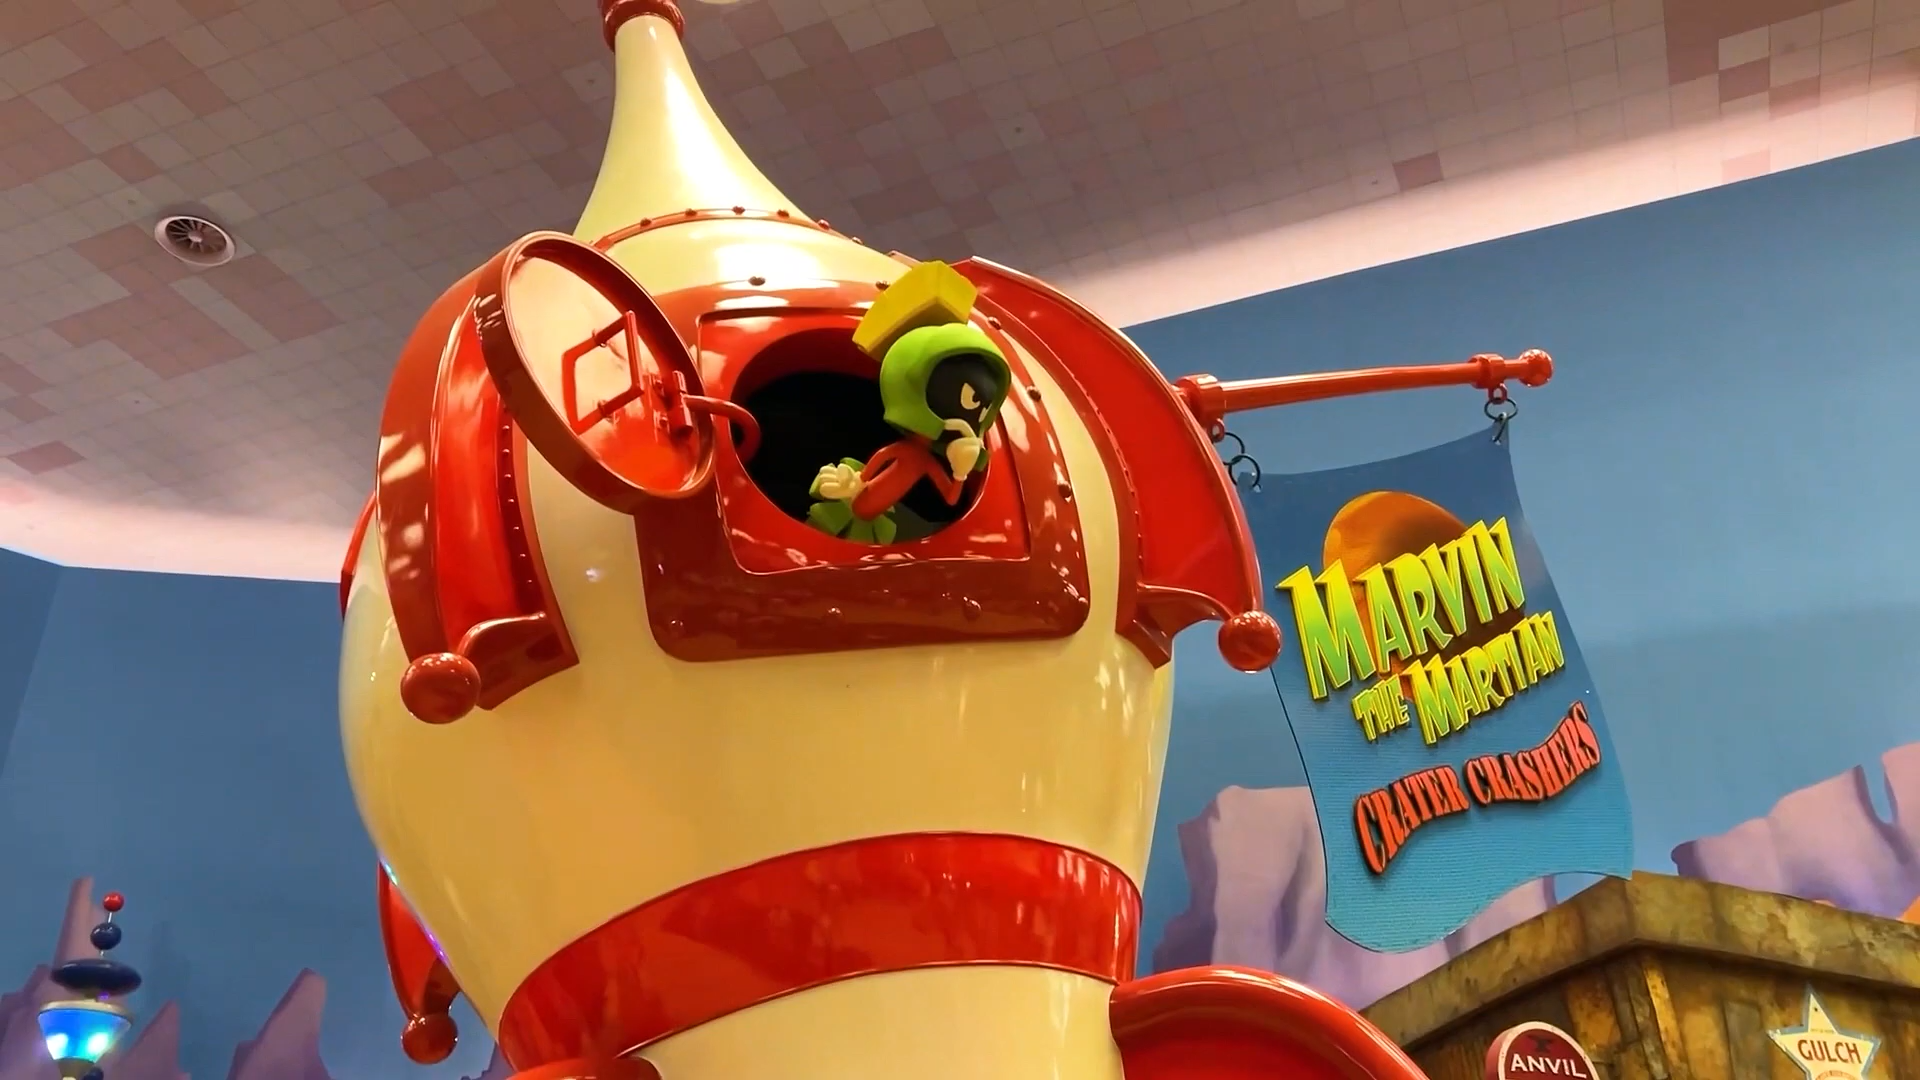 MARVIN
THE MARTIAN
CRATER CRASHERS
ANVIL
GULCH